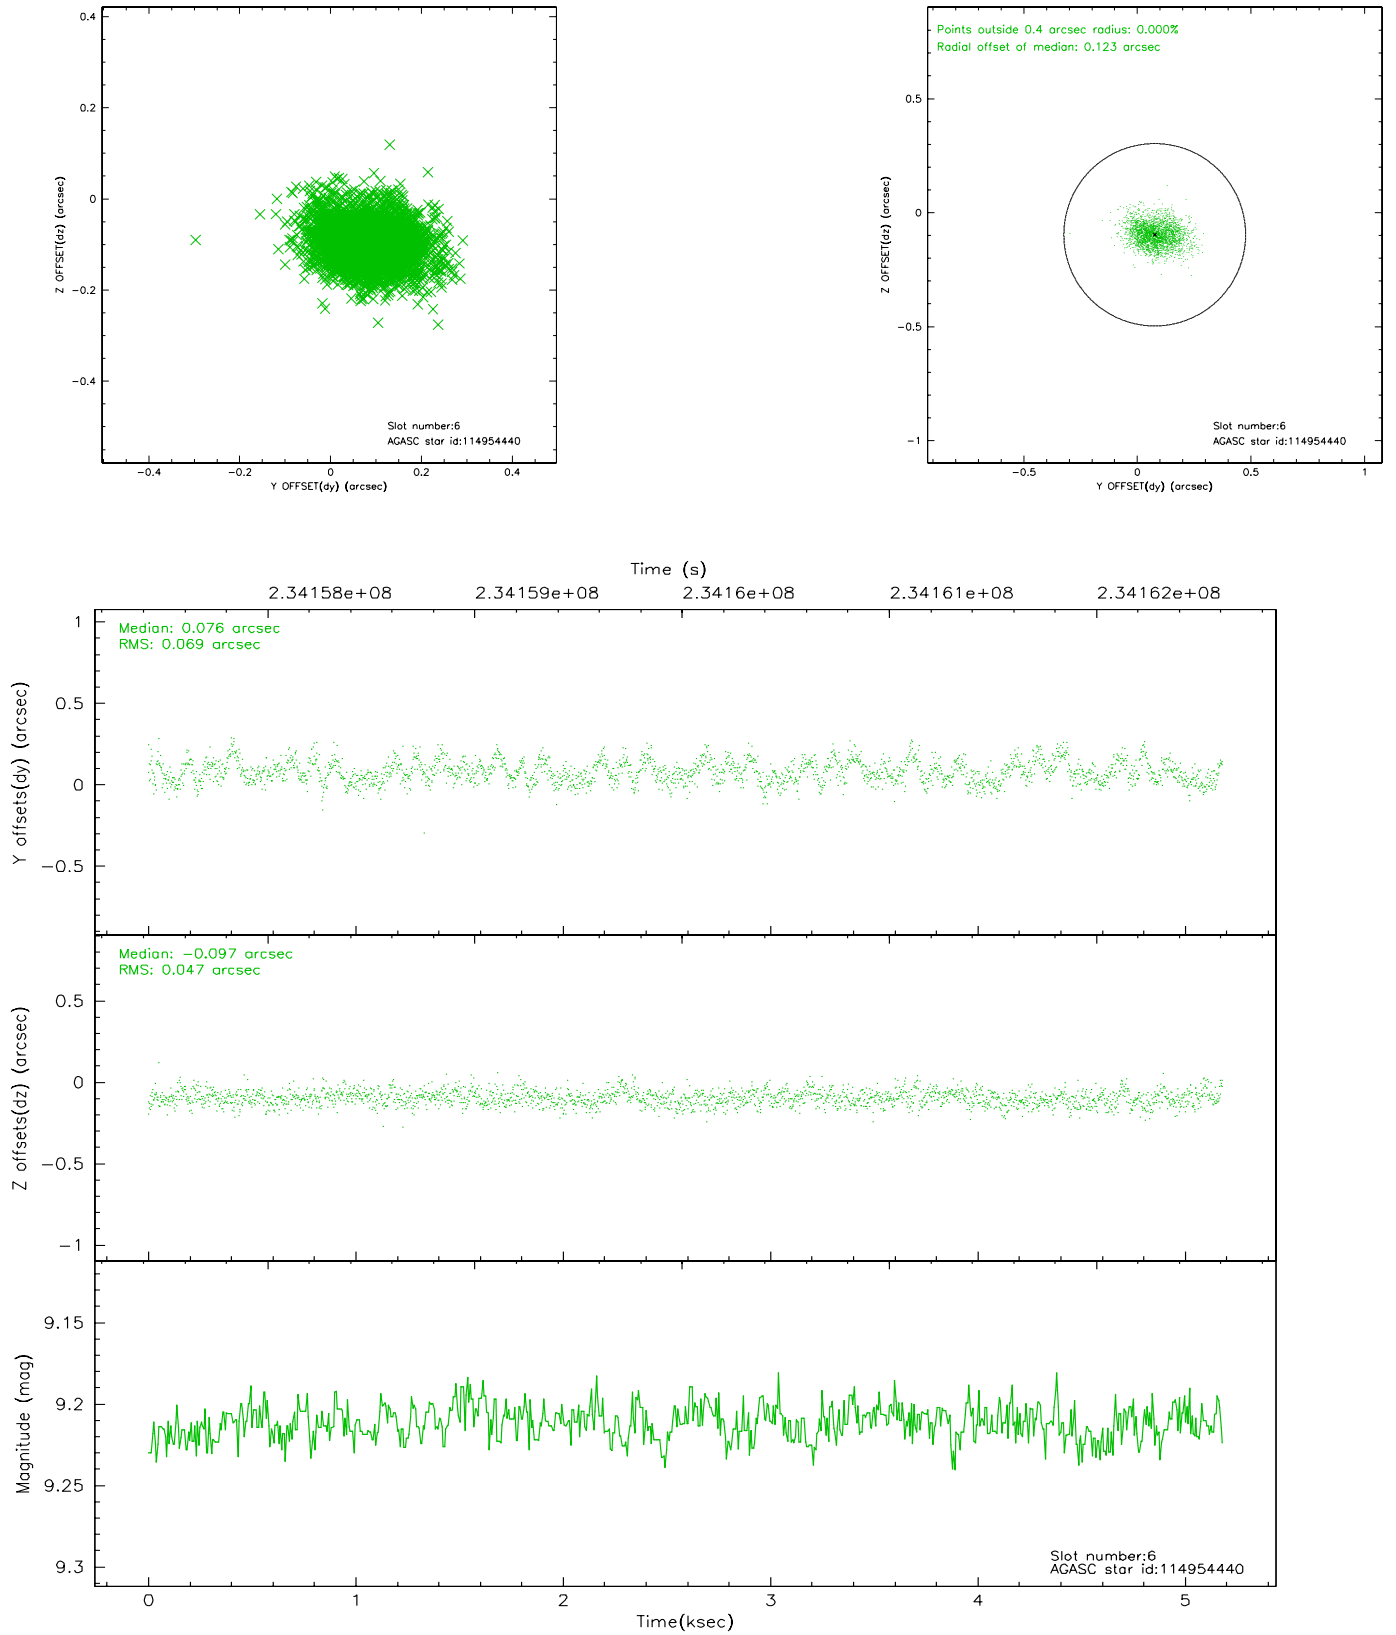 0.4
0.2
0
−0.2
−0.4
Z OFFSET(dz) (arcsec)
Slot number:6
AGASC star id:114954440
−0.4 −0.2 0 0.2 0.4
Y OFFSET(dy) (arcsec)
Points outside 0.4 arcsec radius: 0.000%
Radial offset of median: 0.123 arcsec
0.5
0
−0.5
−1
Z OFFSET(dz) (arcsec)
Slot number:6
AGASC star id:114954440
−0.5 0 0.5 1
Y OFFSET(dy) (arcsec)
Time (s)
2.34158e+08 2.34159e+08 2.3416e+08 2.34161e+08 2.34162e+08
Median: 0.076 arcsec
RMS: 0.069 arcsec
1
0.5
0
−0.5
Y offsets(dy) (arcsec)
Median: −0.097 arcsec
RMS: 0.047 arcsec
0.5
0
−0.5
−1
Z offsets(dz) (arcsec)
9.15
9.2
9.25
9.3
Magnitude (mag)
Slot number:6
AGASC star id:114954440
0 1 2 3 4 5
Time(ksec)